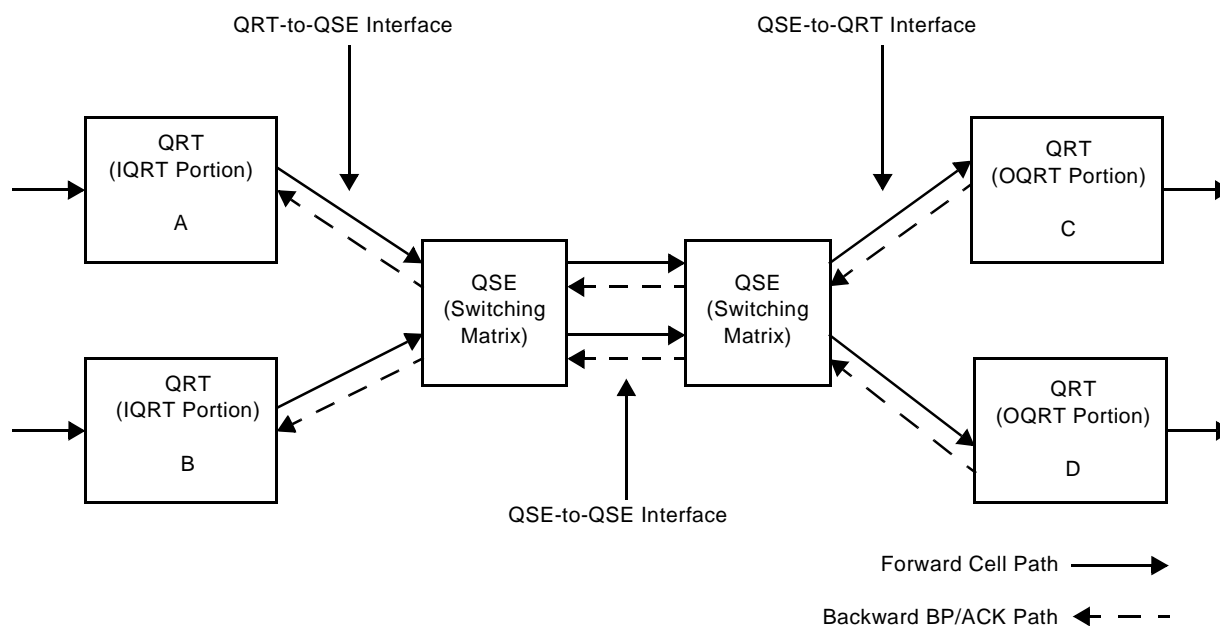 QRT-to-QSE Interface
QSE-to-QRT Interface
QRT
(IQRT Portion)
A
QRT
(OQRT Portion)
C
QSE
(Switching
Matrix)
QSE
(Switching
Matrix)
QRT
(IQRT Portion)
B
QRT
(OQRT Portion)
D
QSE-to-QSE Interface
Forward Cell Path
Backward BP/ACK Path